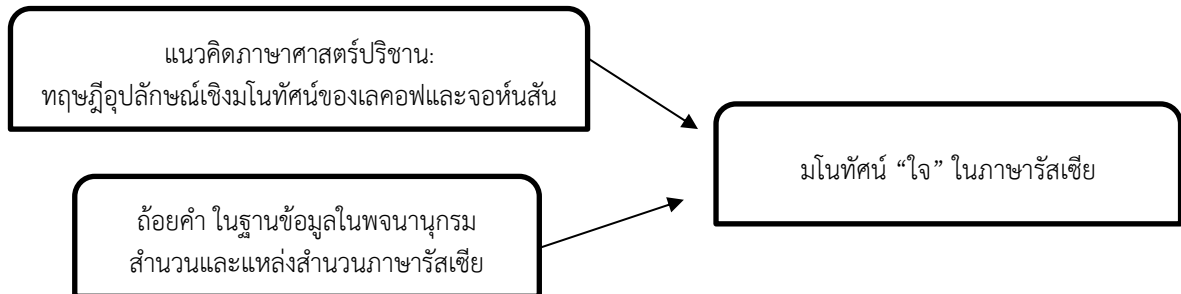 แนวคิดภาษาศาสตร์ปริชาน:
ทฤษฎีอุปลักษณ์เชิงมโนทัศน์ของเลคอฟและจอห์นสัน
มโนทัศน์ “ใจ” ในภาษารัสเซีย
ถ้อยคำ ในฐานข้อมูลในพจนานุกรม
สำนวนและแหล่งสำนวนภาษารัสเซีย